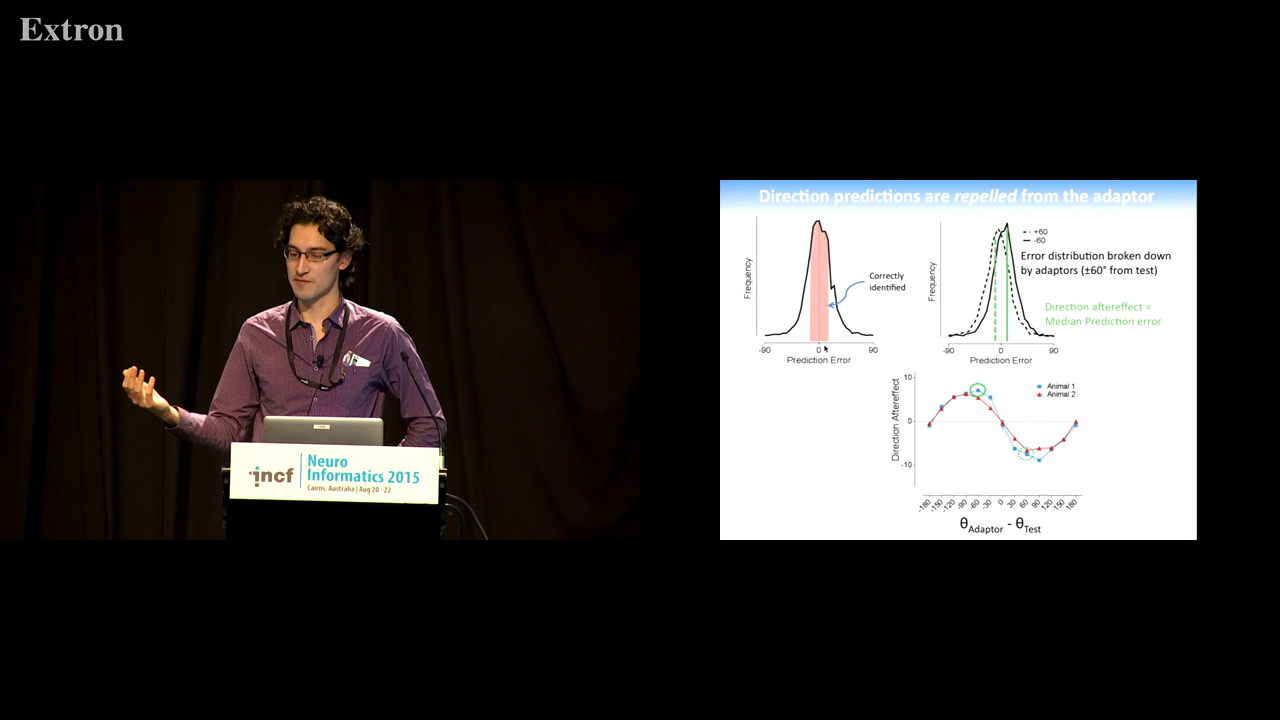 Extron
incf
Neuro
Informatics 2015
Cairns, Australia | Aug 20 - 22
Direction predictions are repelled from the adaptor
Frequency
Correctly
identified
-90
0
90
Prediction Error
Frequency
+60
-60
Error distribution broken down
by adaptors (±60° from test)
Direction aftereffect =
Median Prediction error
-90
0
90
Prediction Error
Direction Aftereffect
10
0
-10
Animal 1
Animal 2
-180 -150 -120 -90 -60 -30 0 30 60 90 120 150 180
θAdaptor - θTest